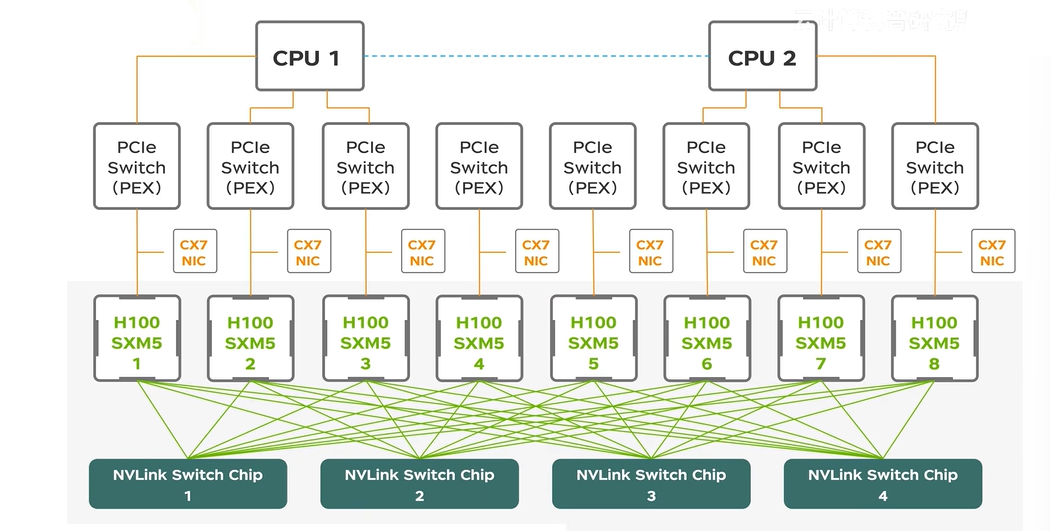 CPU 1
CPU 2
PCIe
Switch
(PEX)
PCIe
Switch
(PEX)
PCIe
Switch
(PEX)
PCIe
Switch
(PEX)
PCIe
Switch
(PEX)
PCIe
Switch
(PEX)
PCIe
Switch
(PEX)
PCIe
Switch
(PEX)
CX7
NIC
CX7
NIC
CX7
NIC
CX7
NIC
CX7
NIC
CX7
NIC
CX7
NIC
CX7
NIC
H100
SXM5
1
H100
SXM5
2
H100
SXM5
3
H100
SXM5
4
H100
SXM5
5
H100
SXM5
6
H100
SXM5
7
H100
SXM5
8
NVLink Switch Chip
1
NVLink Switch Chip
2
NVLink Switch Chip
3
NVLink Switch Chip
4